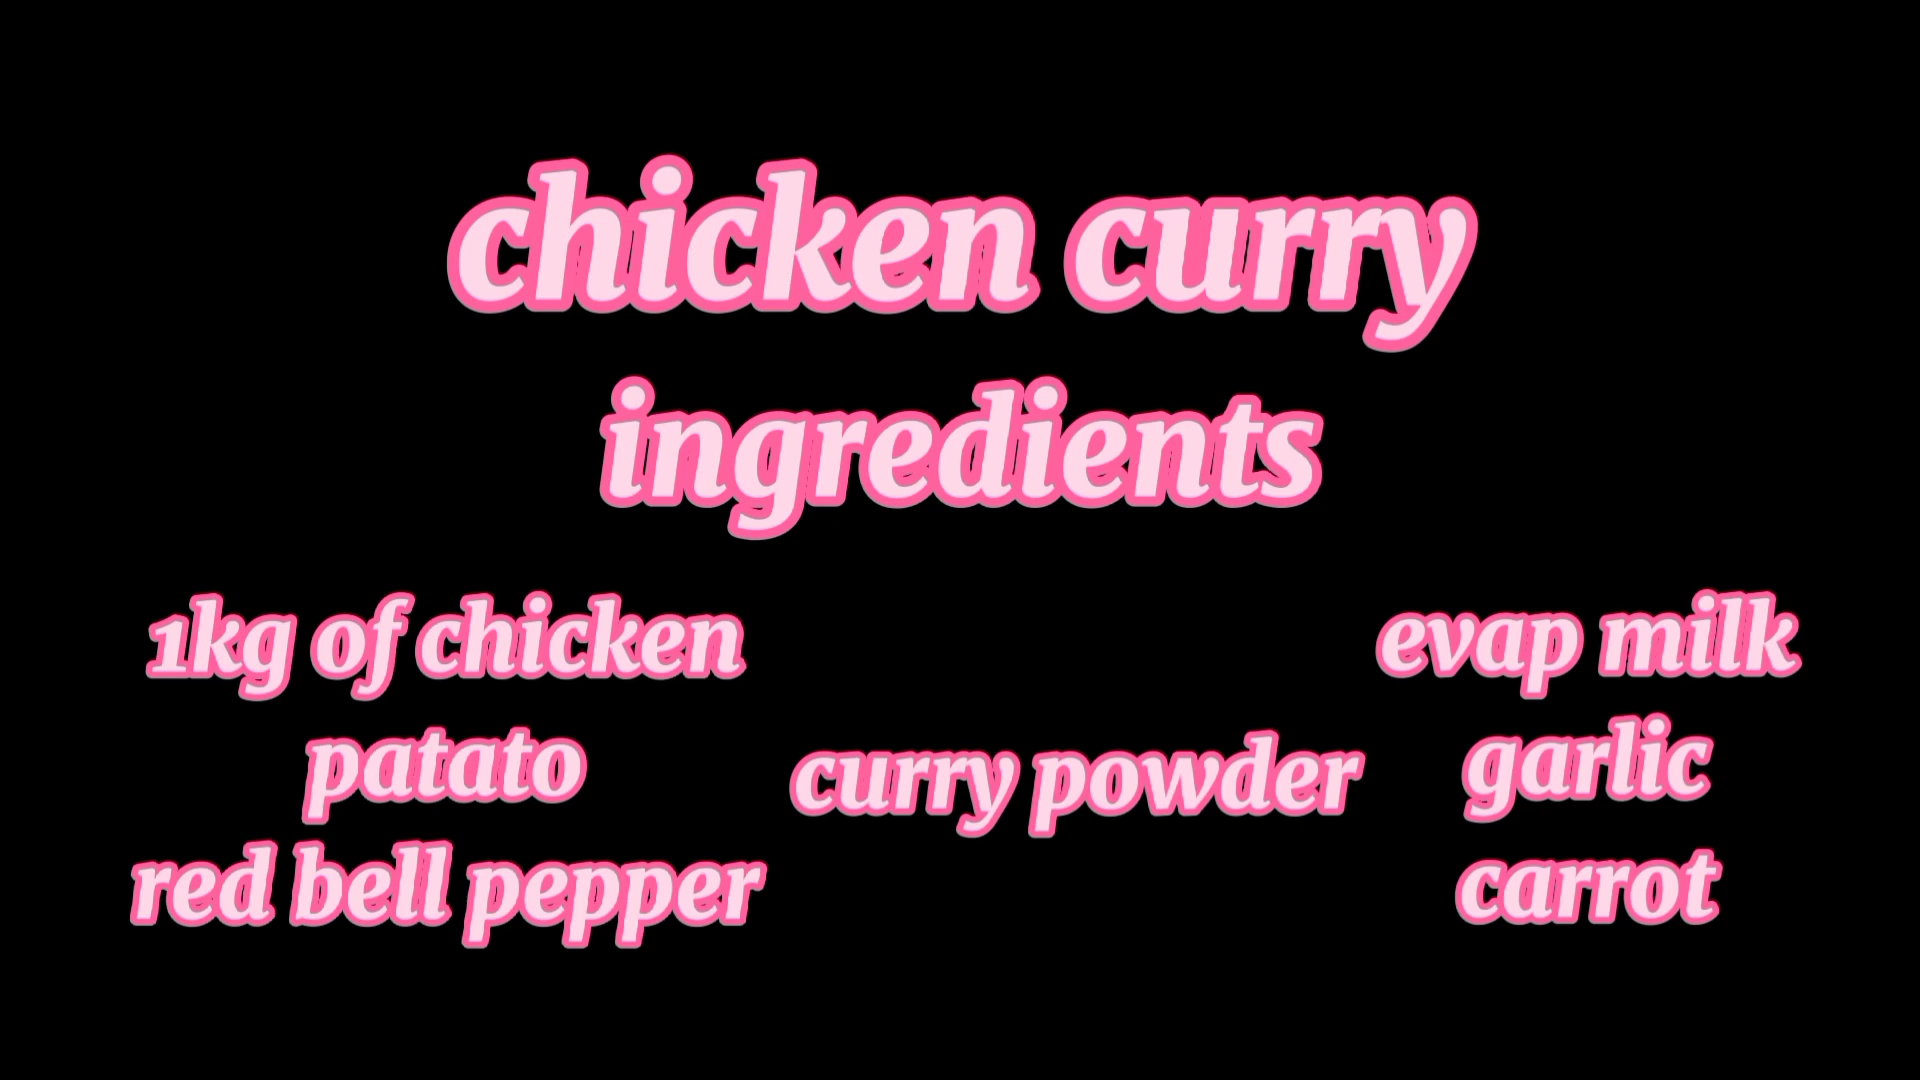 chicken curry
ingredients
1kg of chicken
patato
red bell pepper
curry powder
evap milk
garlic
carrot